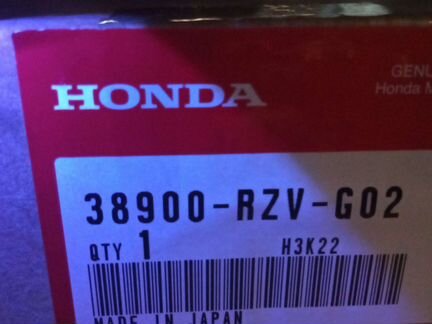 HONDA
GENU
Honda M
38900-RZV-G02
QTY 1 H3K22
MADE IN JAPAN